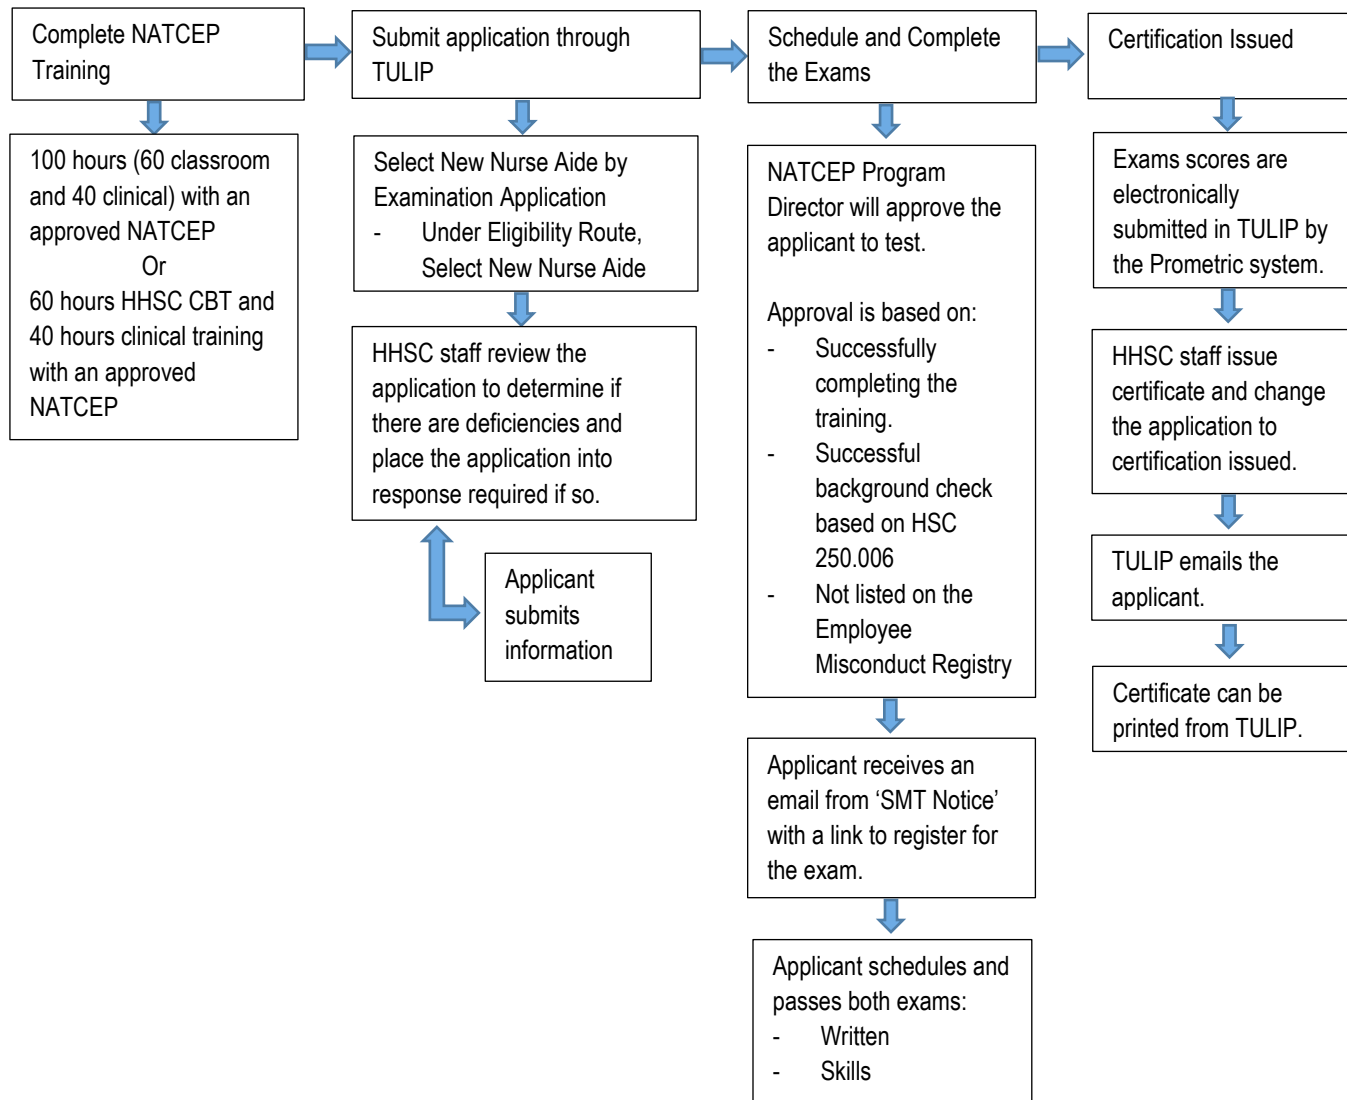 Complete NATCEP
Training
Submit application through
TULIP
Schedule and Complete
the Exams
Certification Issued
100 hours (60 classroom
and 40 clinical) with an
approved NATCEP
Or
60 hours HHSC CBT and
40 hours clinical training
with an approved
NATCEP
Select New Nurse Aide by
Examination Application
- Under Eligibility Route,
Select New Nurse Aide
HHSC staff review the
application to determine if
there are deficiencies and
place the application into
response required if so.
Applicant
submits
information
NATCEP Program
Director will approve the
applicant to test.
Approval is based on:
- Successfully
completing the
training.
- Successful
background check
based on HSC
250.006
- Not listed on the
Employee
Misconduct Registry
Applicant receives an
email from ‘SMT Notice’
with a link to register for
the exam.
Applicant schedules and
passes both exams:
- Written
- Skills
Exams scores are
electronically
submitted in TULIP by
the Prometric system.
HHSC staff issue
certificate and change
the application to
certification issued.
TULIP emails the
applicant.
Certificate can be
printed from TULIP.